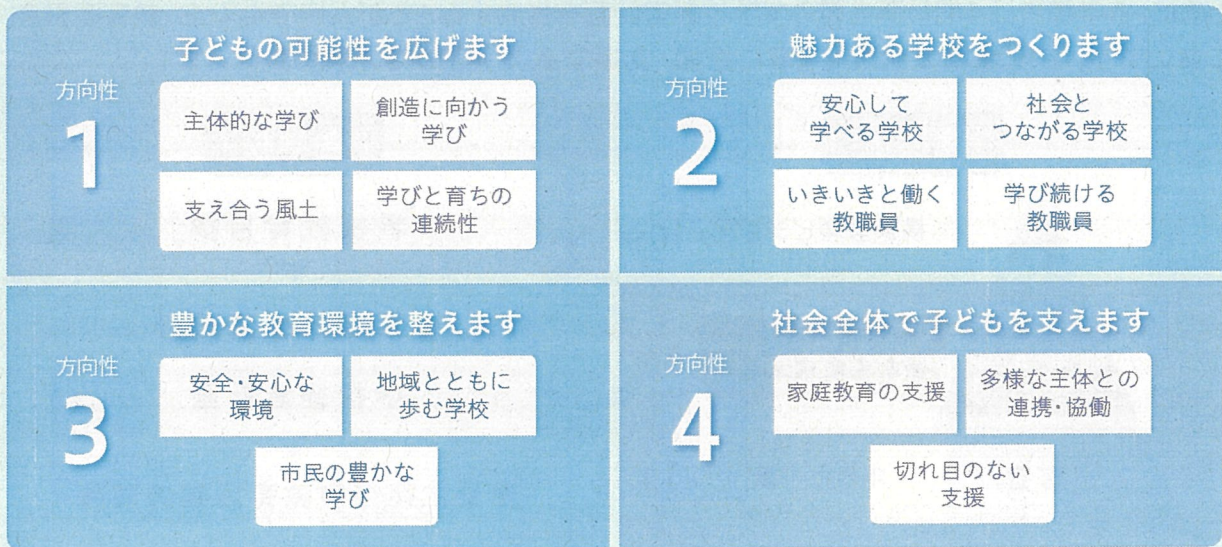 子どもの可能性を広げます
方向性
1
主体的な学び
創造に向かう
学び
支え合う風土
学びと育ちの
連続性
魅力ある学校をつくります
方向性
2
安心して
学べる学校
社会と
つながる学校
いきいきと働く
教職員
学び続ける
教職員
豊かな教育環境を整えます
方向性
3
安全・安心な
環境
地域とともに
歩む学校
市民の豊かな
学び
社会全体で子どもを支えます
方向性
4
家庭教育の支援
多様な主体との
連携・協働
切れ目のない
支援